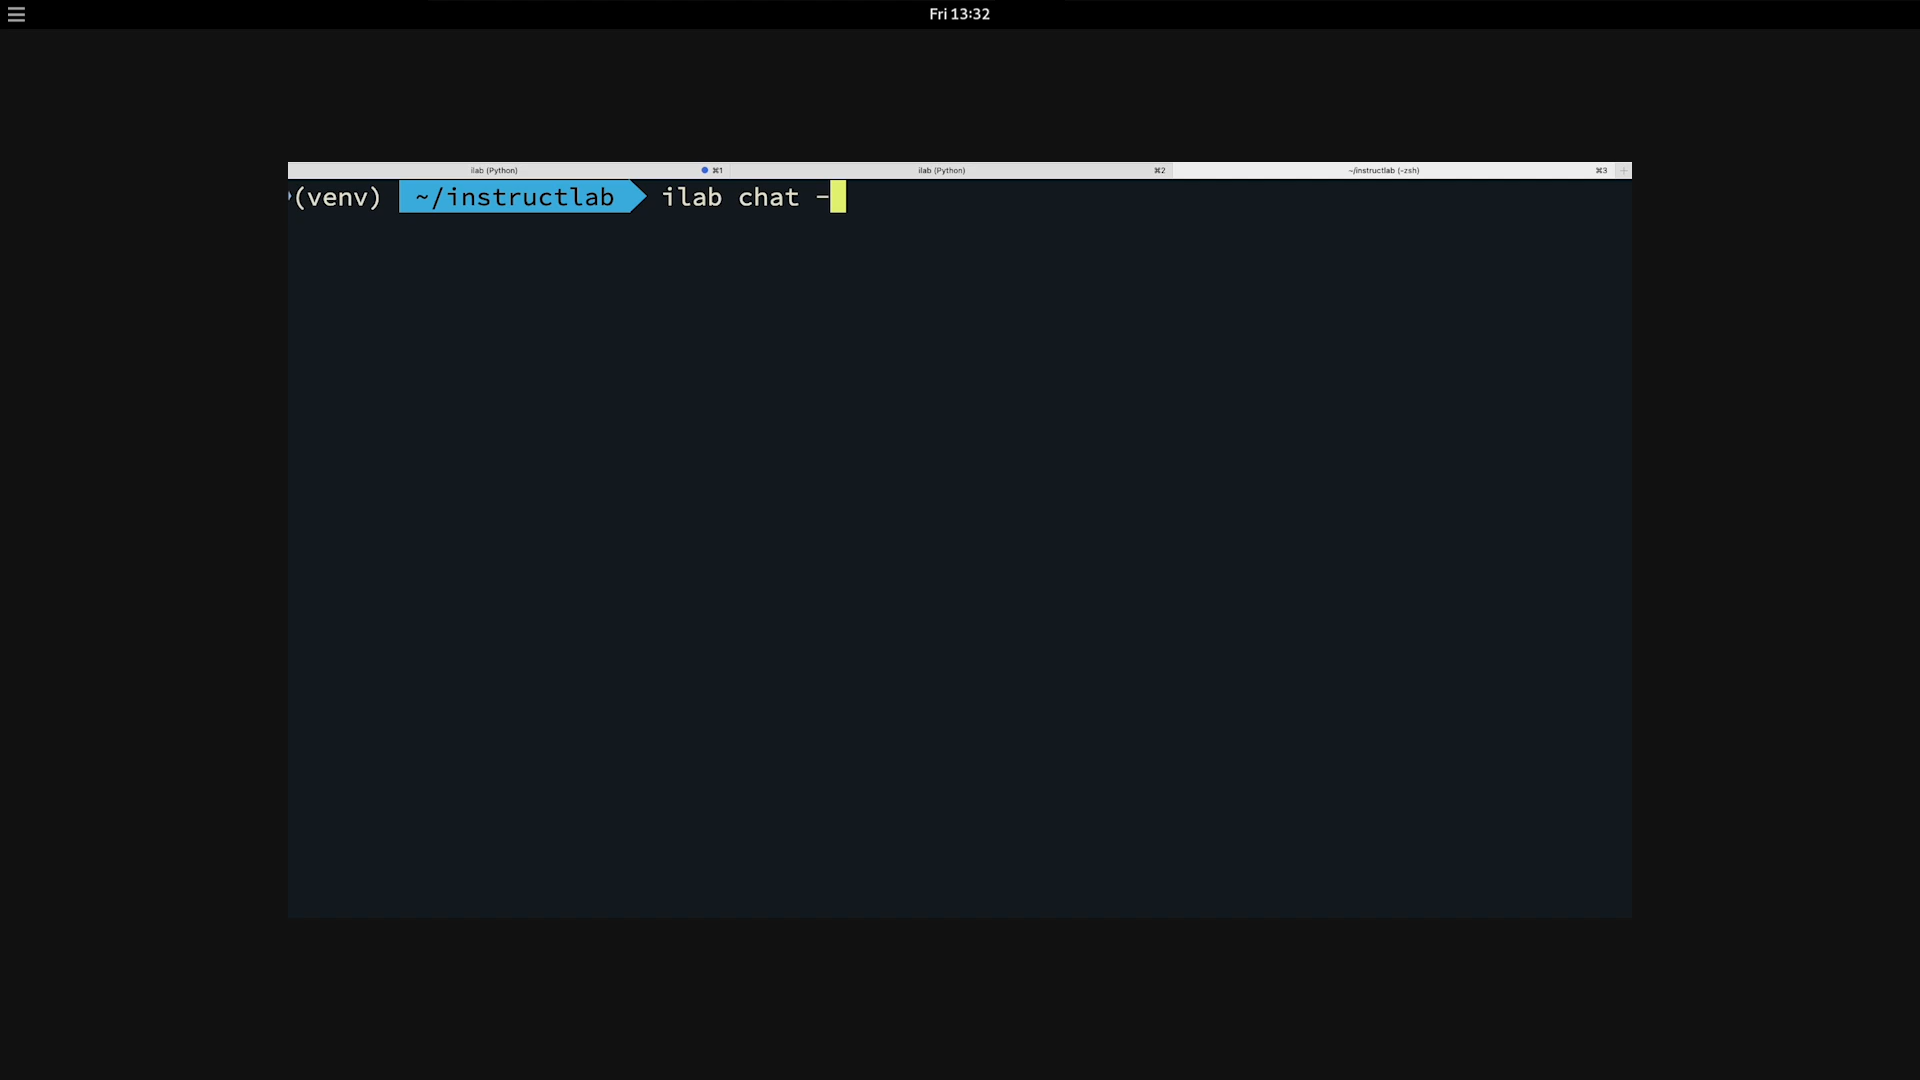 Fri 13:32
ilab (Python) ⌘1 ilab (Python) ⌘2 ~/instructlab (-zsh) ⌘3 +
(venv) ~/instructlab ilab chat -